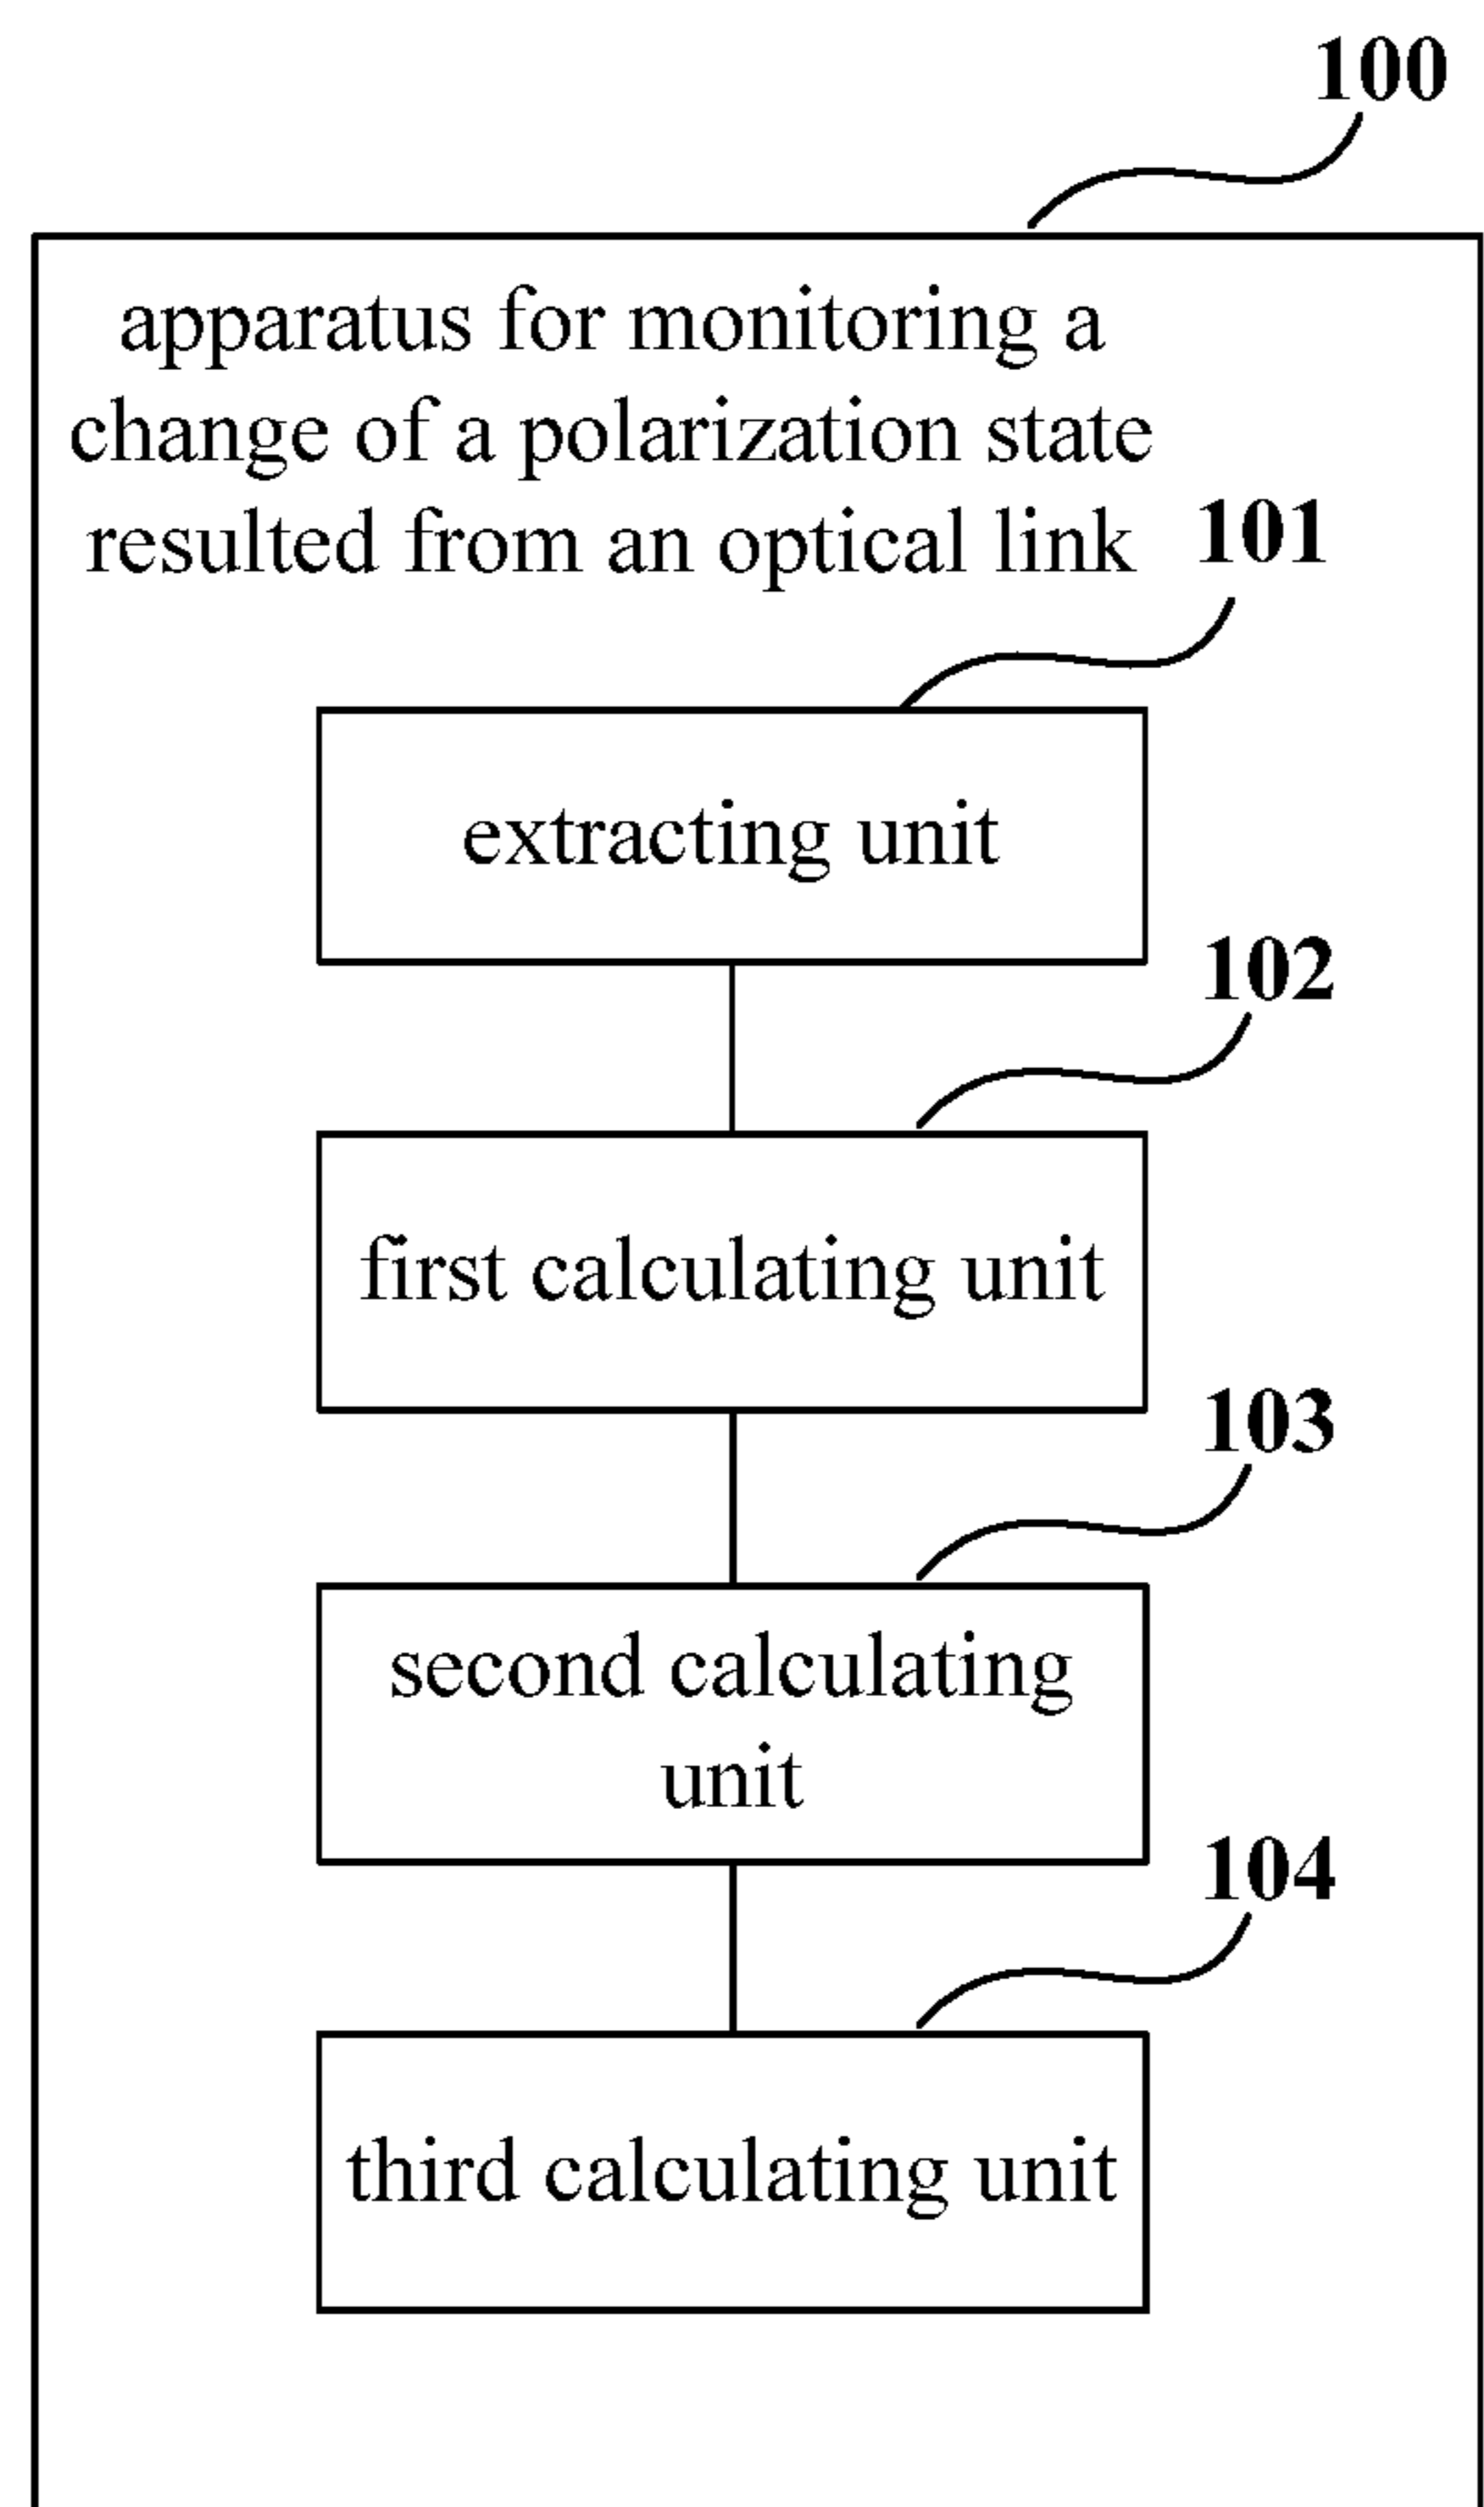 100
apparatus for monitoring a
change of a polarization state
resulted from an optical link
101
extracting unit
102
first calculating unit
103
second calculating
unit
104
third calculating unit